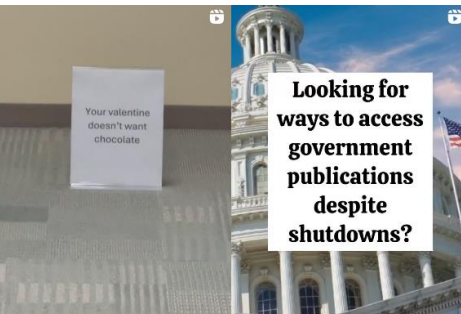 Your valentine
doesn't want
chocolate
Looking for
ways to access
government
publications
despite
shutdowns?